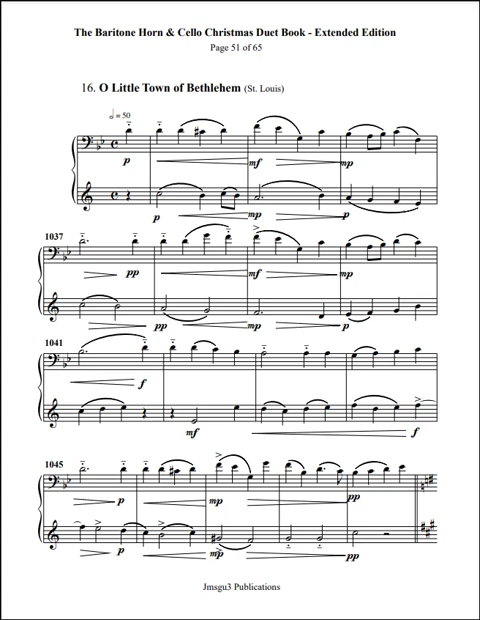 The Baritone Horn & Cello Christmas Duet Book - Extended Edition
Page 51 of 65
16. O Little Town of Bethlehem (St. Louis)
= 50
p mf mp
p mp p
1037
pp mf mp
pp mp p
1041
f
mf f
1045
p mp pp
p mp pp
Jmsgu3 Publications